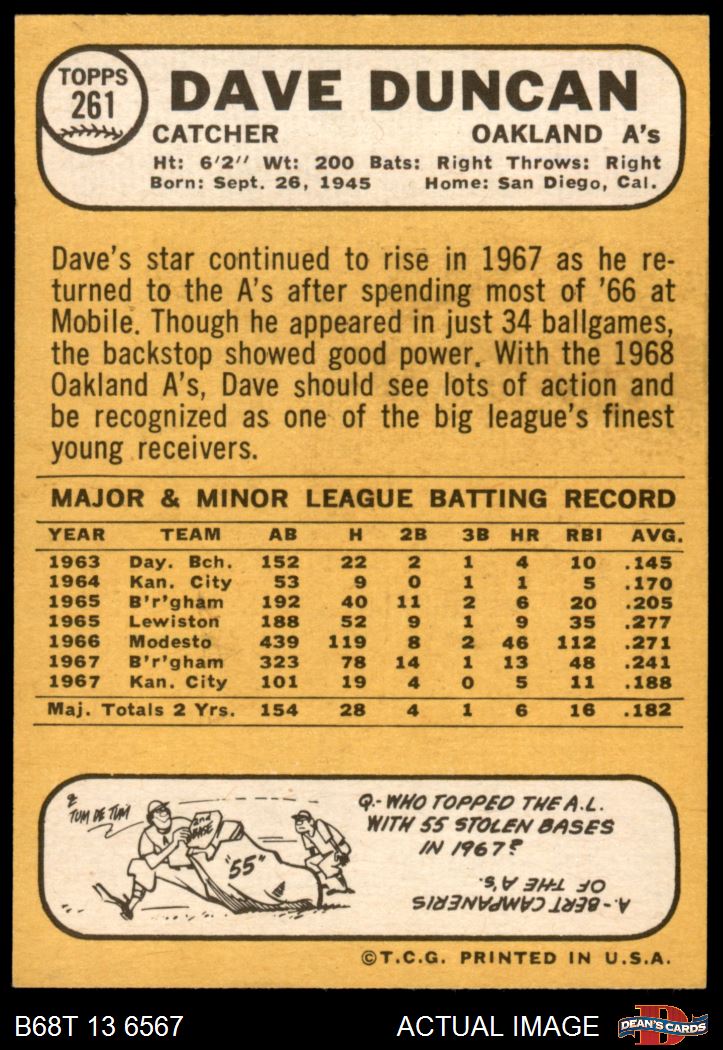 TOPPS
261
DAVE DUNCAN
CATCHER OAKLAND A's
Ht: 6'2" Wt: 200 Bats: Right Throws: Right
Born: Sept. 26, 1945 Home: San Diego, Cal.
Dave's star continued to rise in 1967 as he re-
turned to the A's after spending most of '66 at
Mobile. Though he appeared in just 34 ballgames,
the backstop showed good power. With the 1968
Oakland A's, Dave should see lots of action and
be recognized as one of the big league's finest
young receivers.
MAJOR & MINOR LEAGUE BATTING RECORD
YEAR TEAM AB H 2B 3B HR RBI AVG.
1963 Day. Bch. 152 22 2 1 4 10 .145
1964 Kan. City 53 9 0 1 1 5 .170
1965 B'r'gham 192 40 11 2 6 20 .205
1965 Lewiston 188 52 9 1 9 35 .277
1966 Modesto 439 119 8 2 46 112 .271
1967 B'r'gham 323 78 14 1 13 48 .241
1967 Kan. City 101 19 4 0 5 11 .188
Maj. Totals 2 Yrs. 154 28 4 1 6 16 .182
TUM DE TUM
A
2nd
BASE
"55"
Q.-WHO TOPPED THE A.L.
WITH 55 STOLEN BASES
IN 1967?
A-BERT CAMPANERIS
OF THE A'S.
©T.C.G. PRINTED IN U.S.A.
B68T 13 6567 ACTUAL IMAGE
DEAN'S CARDS